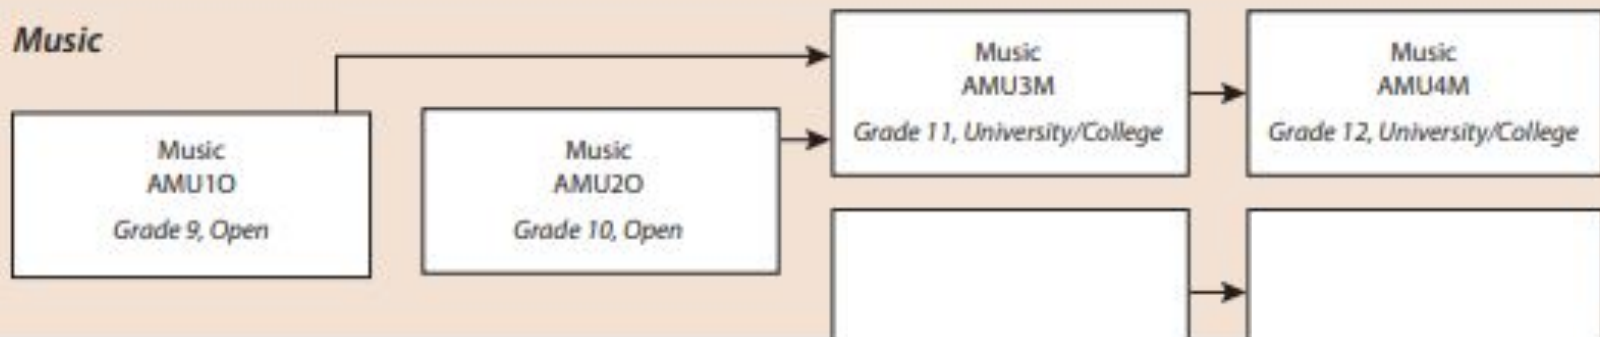 Music
Music
AMU1O
Grade 9, Open
Music
AMU2O
Grade 10, Open
Music
AMU3M
Grade 11, University/College
Music
AMU4M
Grade 12, University/College